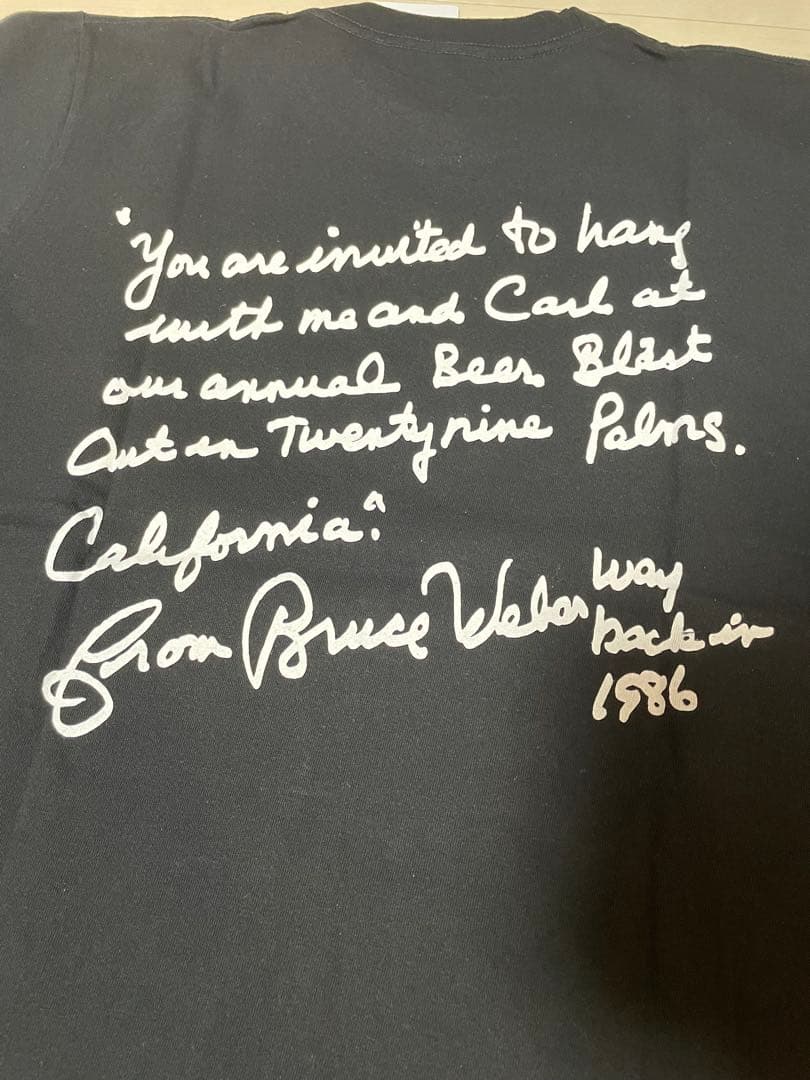 "You are invited to hang
with me and Carl at
our annual Beer Blast
Out in Twentynine Palms.
California."
from Bruce Weber
way
back in
1986